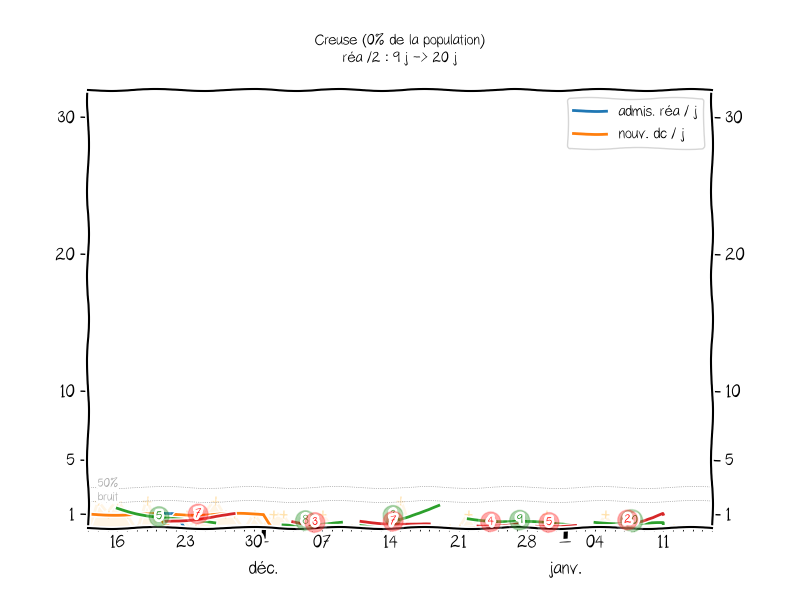 Creuse (0% de la population)
réa /2 : 9 j -> 20 j
admis. réa / j
nouv. dc / j
30 30
20 20
10 10
5 5
50%
bruit
1 1
5 7 3 7 4 9 5
16 23 30 07 14 21 28 04 11
déc. janv.